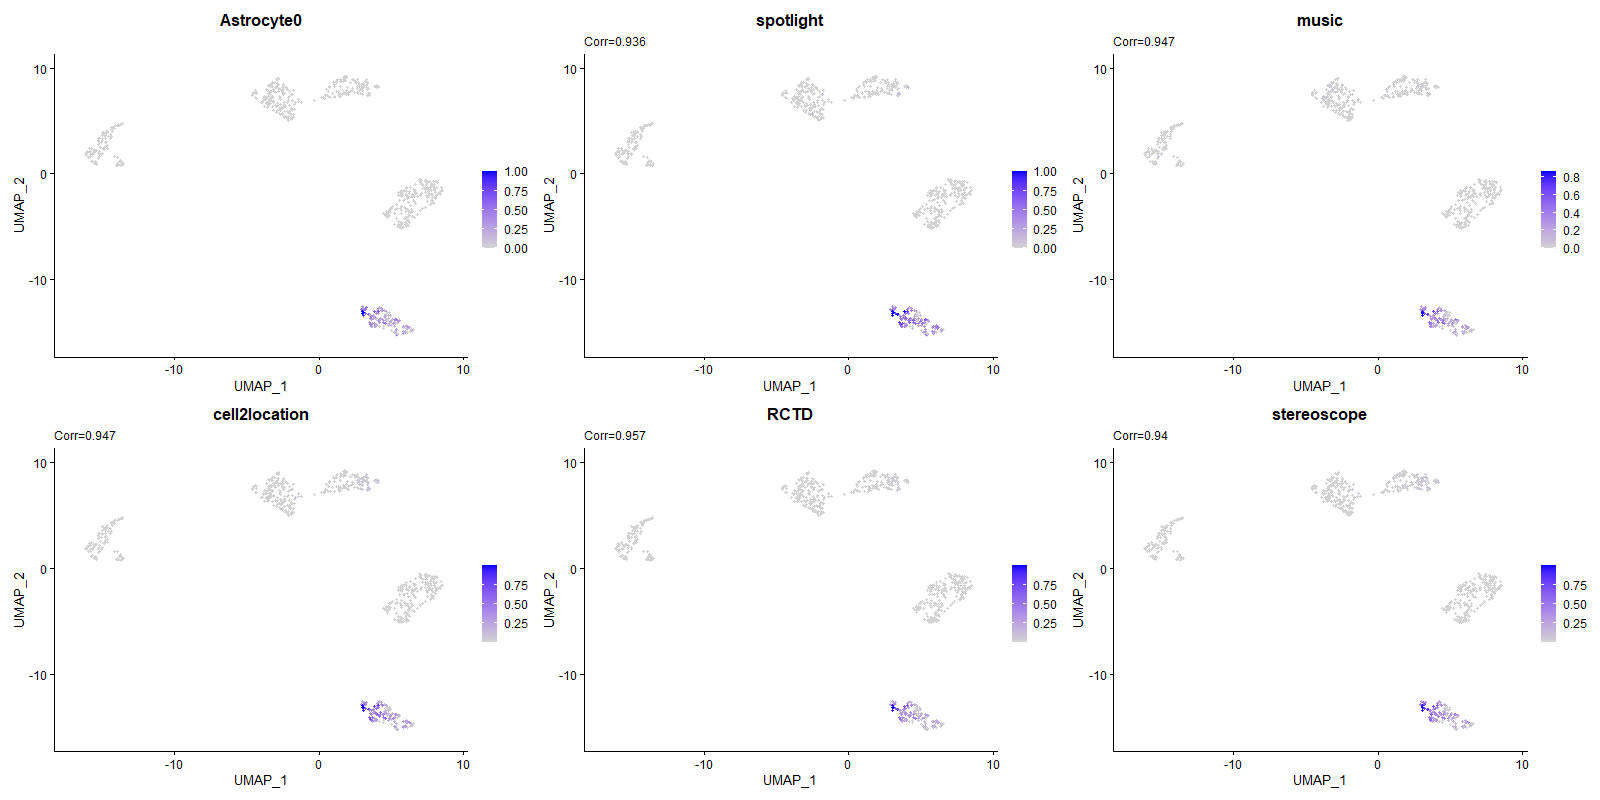 Astrocyte0
10
0
-10
UMAP_2
-10
0
10
UMAP_1
1.00
0.75
0.50
0.25
0.00
spotlight
Corr=0.936
10
0
-10
UMAP_2
-10
0
10
UMAP_1
1.00
0.75
0.50
0.25
0.00
music
Corr=0.947
10
0
-10
UMAP_2
-10
0
10
UMAP_1
0.8
0.6
0.4
0.2
0.0
cell2location
Corr=0.947
10
0
-10
UMAP_2
-10
0
10
UMAP_1
0.75
0.50
0.25
RCTD
Corr=0.957
10
0
-10
UMAP_2
-10
0
10
UMAP_1
0.75
0.50
0.25
stereoscope
Corr=0.94
10
0
-10
UMAP_2
-10
0
10
UMAP_1
0.75
0.50
0.25